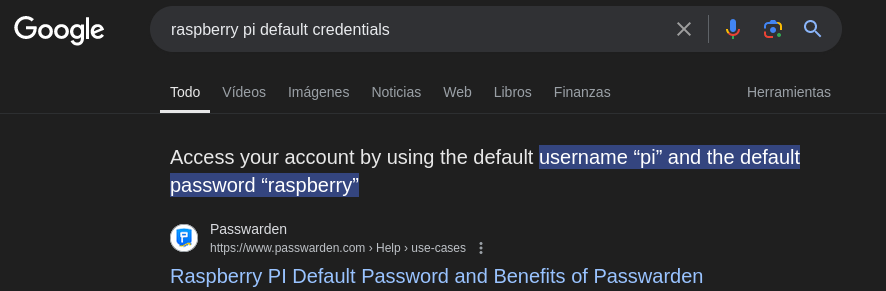 Google
raspberry pi default credentials
Todo Vídeos Imágenes Noticias Web Libros Finanzas Herramientas
Access your account by using the default username “pi” and the default
password “raspberry”
Passwarden
https://www.passwarden.com › Help › use-cases
Raspberry PI Default Password and Benefits of Passwarden